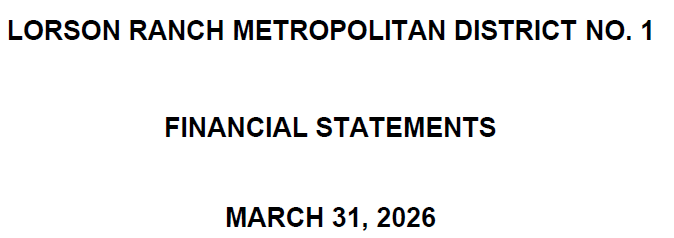 LORSON RANCH METROPOLITAN DISTRICT NO. 1
FINANCIAL STATEMENTS
MARCH 31, 2026